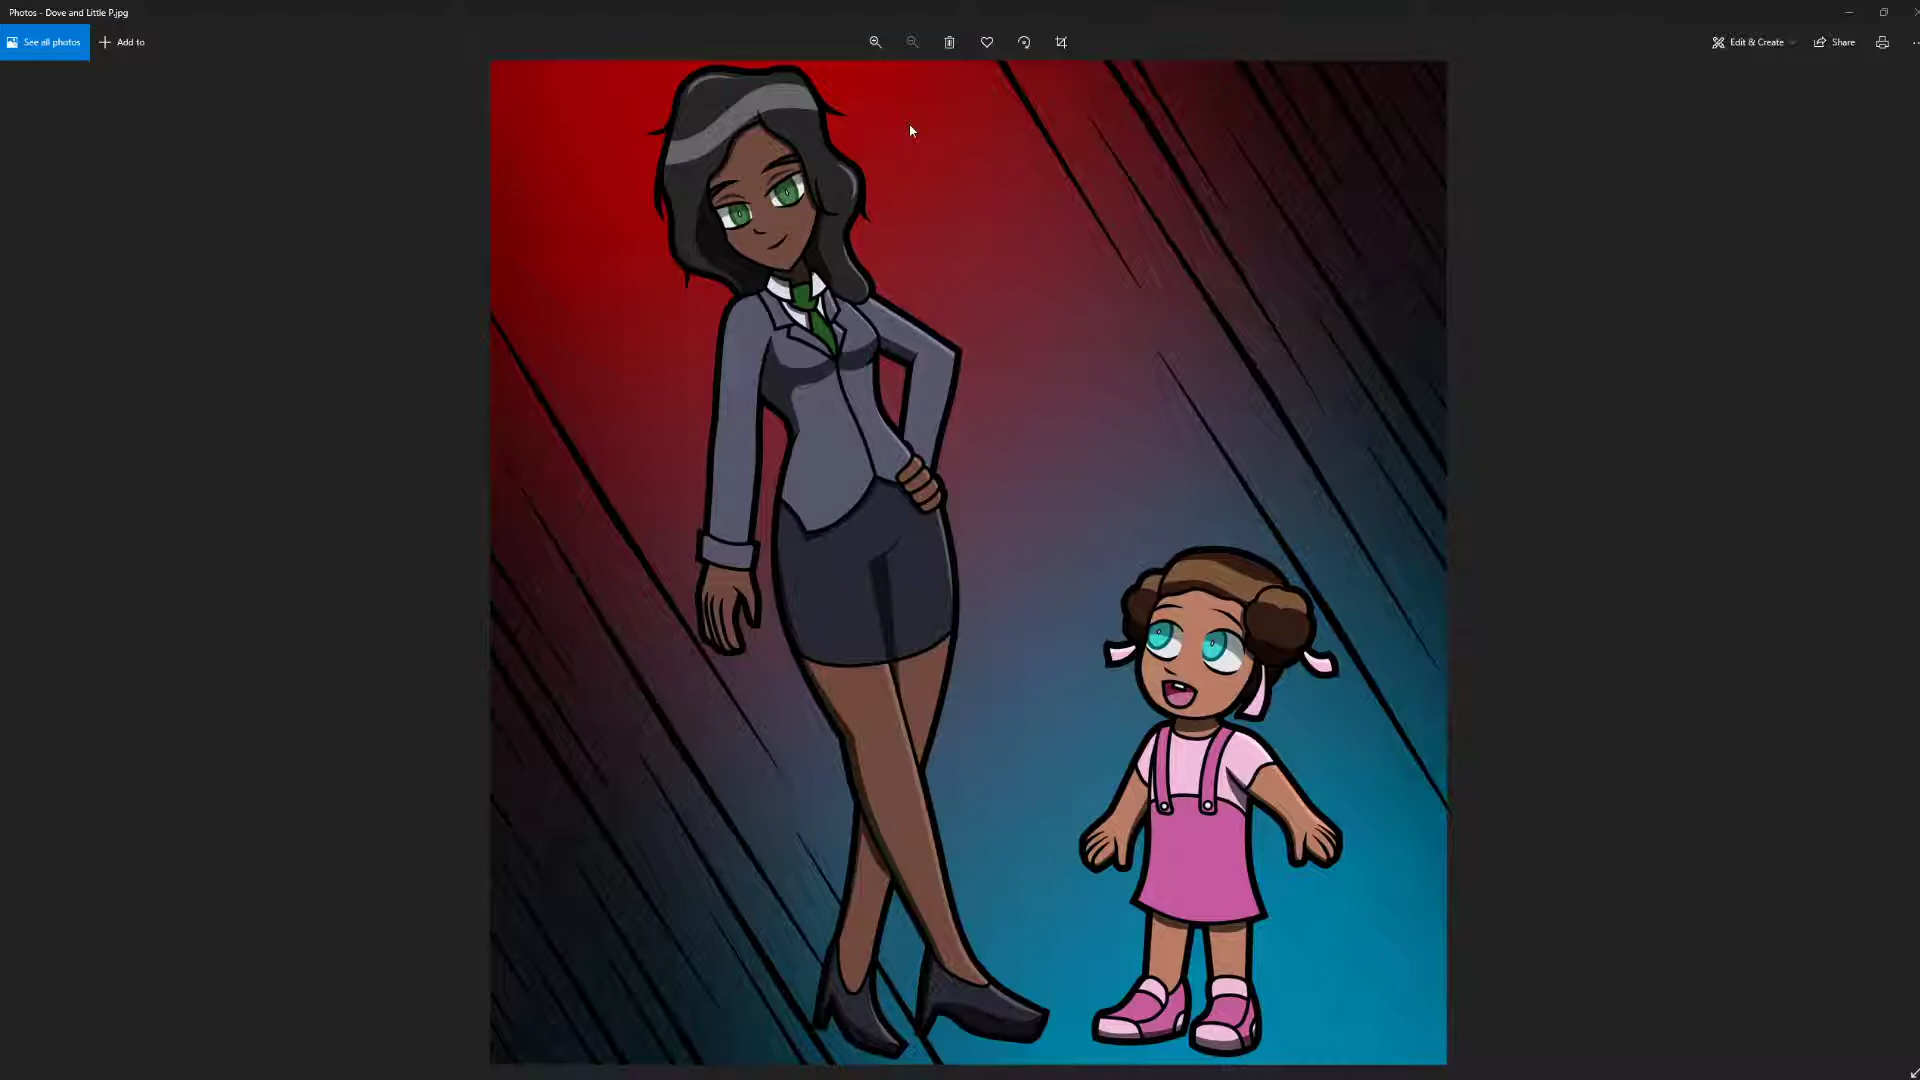 Photos - Dove and Little P.jpg
See all photos
Add to
Edit & Create
Share